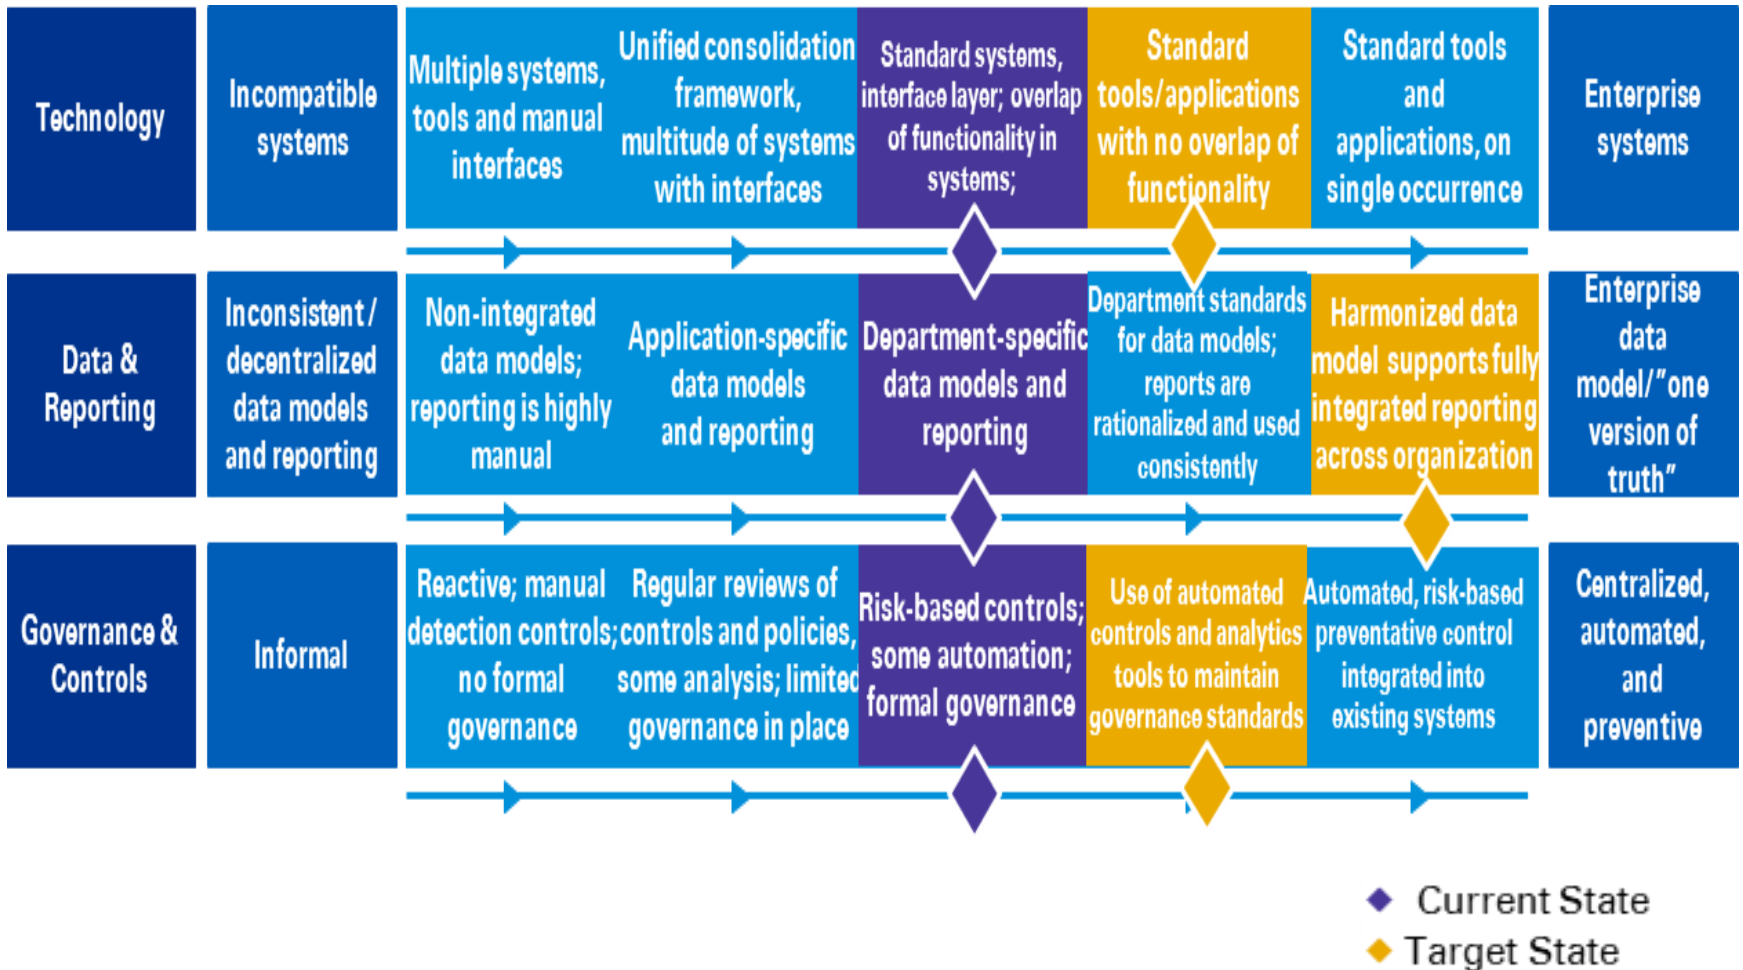 Technology
Incompatible
systems
Multiple systems,
tools and manual
interfaces
Unified consolidation
framework,
multitude of systems
with interfaces
Standard systems,
interface layer; overlap
of functionality in
systems;
Standard
tools/applications
with no overlap of
functionality
Standard tools
and
applications, on
single occurrence
Enterprise
systems
Data &
Reporting
Inconsistent /
decentralized
data models
and reporting
Non-integrated
data models;
reporting is highly
manual
Application-specific
data models
and reporting
Department-specific
data models and
reporting
Department standards
for data models;
reports are
rationalized and used
consistently
Harmonized data
model supports fully
integrated reporting
across organization
Enterprise
data
model/"one
version of
truth"
Governance &
Controls
Informal
Reactive; manual
detection controls;
no formal
governance
Regular reviews of
controls and policies,
some analysis; limited
governance in place
Risk-based controls;
some automation;
formal governance
Use of automated
controls and analytics
tools to maintain
governance standards
Automated, risk-based
preventative control
integrated into
existing systems
Centralized,
automated,
and
preventive
Current State
Target State